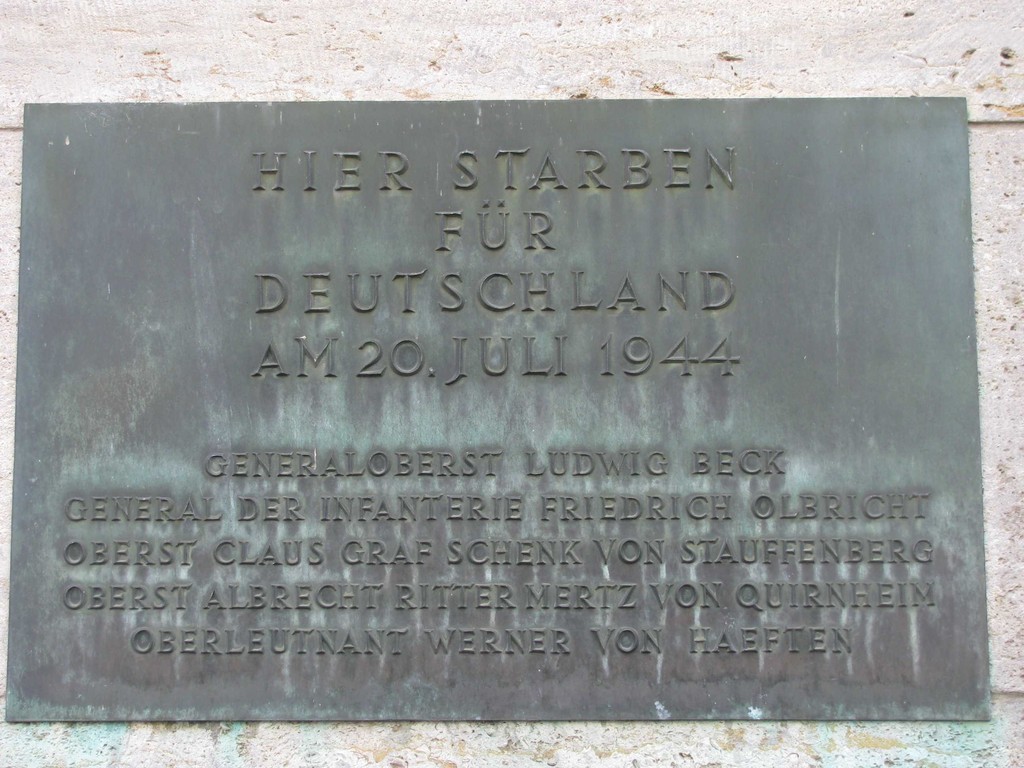 HIER STARBEN
FÜR
DEUTSCHLAND
AM 20. JULI 1944
GENERALOBERST LUDWIG BECK
GENERAL DER INFANTERIE FRIEDRICH OLBRICHT
OBERST CLAUS GRAF SCHENK VON STAUFFENBERG
OBERST ALBRECHT RITTER MERTZ VON QUIRNHEIM
OBERLEUTNANT WERNER VON HAEFTEN